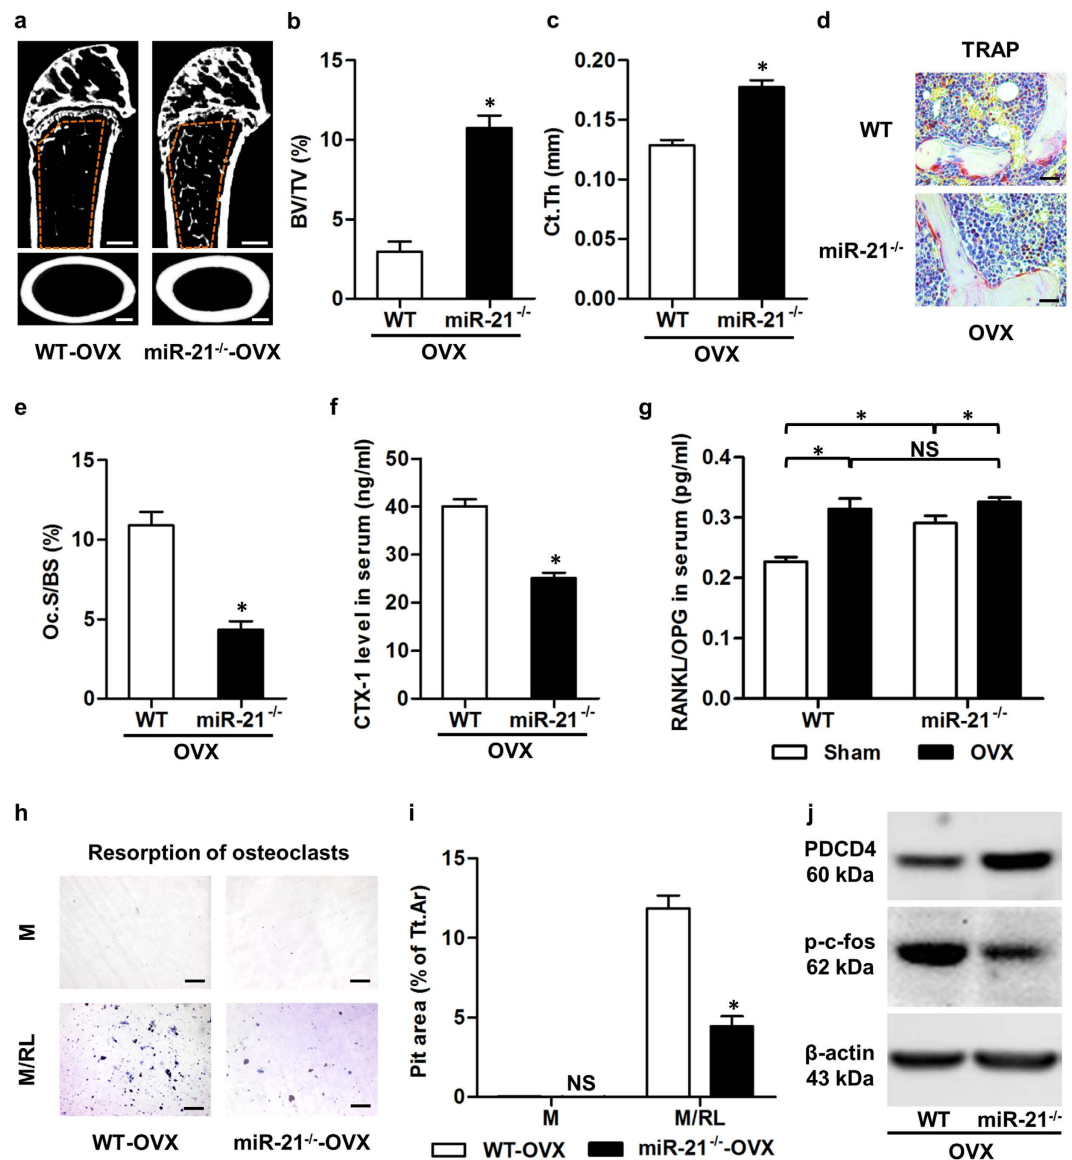 a
WT-OVX
miR-21-/--OVX
b
BV/TV (%)
15
10
5
0
*
WT
miR-21-/-
OVX
c
Ct.Th (mm)
0.20
0.15
0.10
0.05
0.00
*
WT
miR-21-/-
OVX
d
TRAP
WT
miR-21-/-
OVX
e
Oc.S/BS (%)
15
10
5
0
*
WT
miR-21-/-
OVX
f
CTX-1 level in serum (ng/ml)
50
40
30
20
10
0
*
WT
miR-21-/-
OVX
g
RANKL/OPG in serum (pg/ml)
0.4
0.3
0.2
0.1
0.0
*
*
*
NS
WT
miR-21-/-
Sham
OVX
h
Resorption of osteoclasts
M
M/RL
WT-OVX
miR-21-/--OVX
i
Pit area (% of Tt.Ar)
15
10
5
0
NS
*
M
M/RL
WT-OVX
miR-21-/--OVX
j
PDCD4
60 kDa
p-c-fos
62 kDa
β-actin
43 kDa
WT
miR-21-/-
OVX